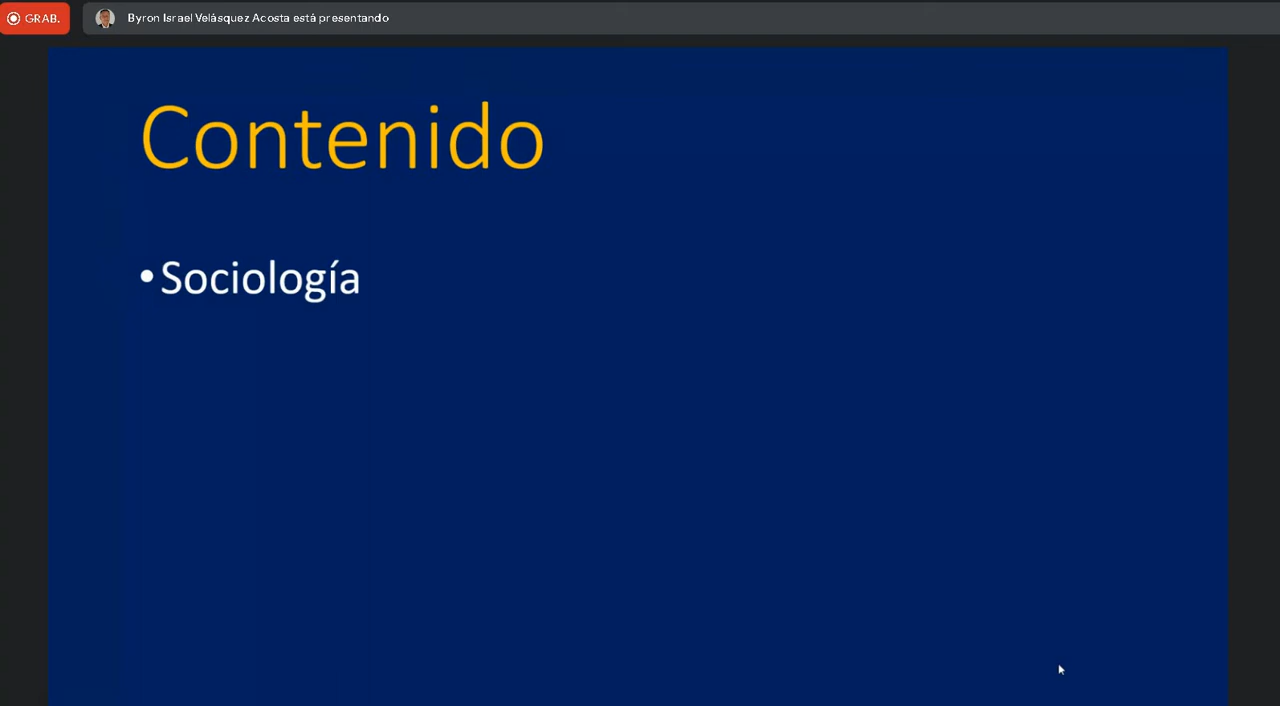 GRAB.
Byron Israel Velásquez Acosta está presentando
Contenido
•Sociología